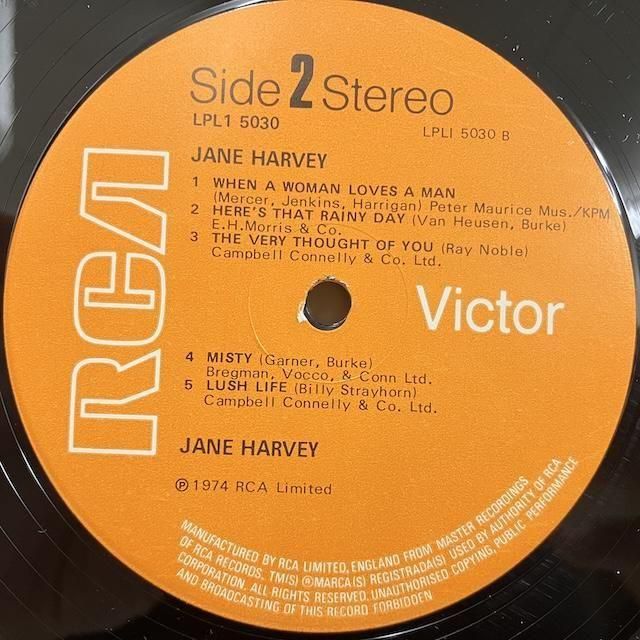 Side 2 Stereo
LPL1 5030
LPLI 5030 B
JANE HARVEY
1 WHEN A WOMAN LOVES A MAN
(Mercer, Jenkins, Harrigan) Peter Maurice Mus./KPM
2 HERE'S THAT RAINY DAY (Van Heusen, Burke)
E.H.Morris & Co.
3 THE VERY THOUGHT OF YOU (Ray Noble)
Campbell Connelly & Co. Ltd.
RCA
Victor
4 MISTY (Garner, Burke)
Bregman, Vocco, & Conn Ltd.
5 LUSH LIFE (Billy Strayhorn)
Campbell Connelly & Co. Ltd.
JANE HARVEY
℗ 1974 RCA Limited
MANUFACTURED BY RCA LIMITED, ENGLAND FROM MASTER RECORDINGS
OF RCA RECORDS. TM(S) ® MARCA(S) REGISTRADA(S) USED BY AUTHORITY OF RCA
CORPORATION. ALL RIGHTS RESERVED. UNAUTHORISED COPYING, PUBLIC PERFORMANCE
AND BROADCASTING OF THIS RECORD FORBIDDEN